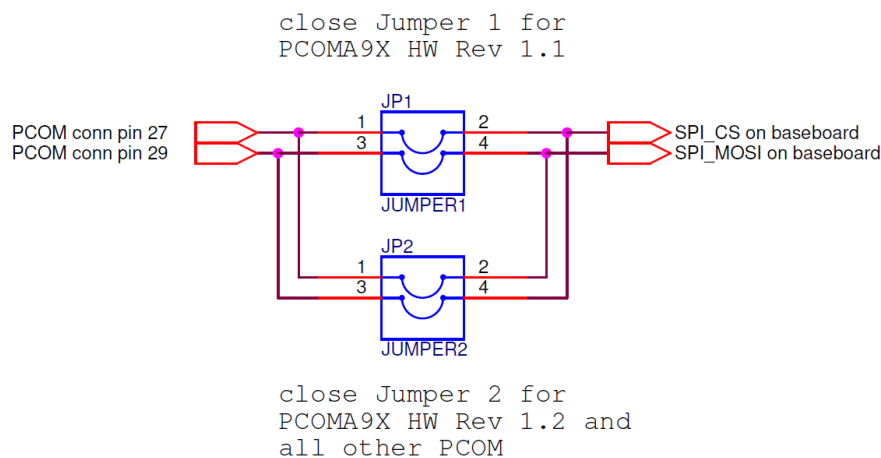 close Jumper 1 for
PCOMA9X HW Rev 1.1
JP1
PCOM conn pin 27
1
2
SPI_CS on baseboard
PCOM conn pin 29
3
4
SPI_MOSI on baseboard
JUMPER1
JP2
1
2
3
4
JUMPER2
close Jumper 2 for
PCOMA9X HW Rev 1.2 and
all other PCOM